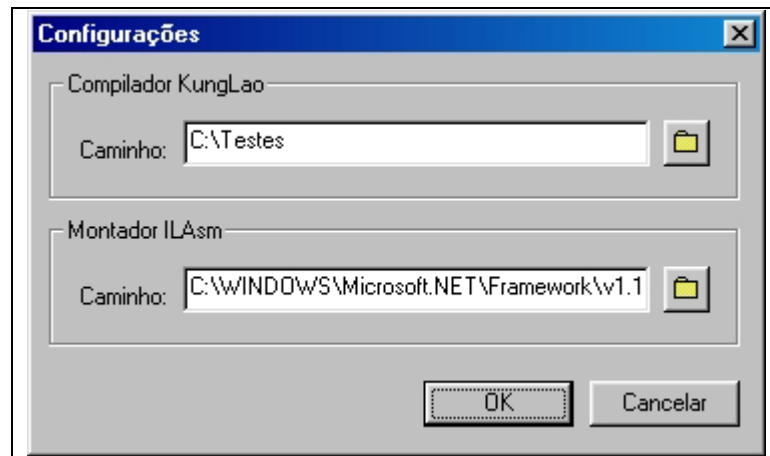 Configurações
Compilador KungLao
Caminho: C:\Testes
Montador ILAsm
Caminho: C:\WINDOWS\Microsoft.NET\Framework\v1.1
OK Cancelar